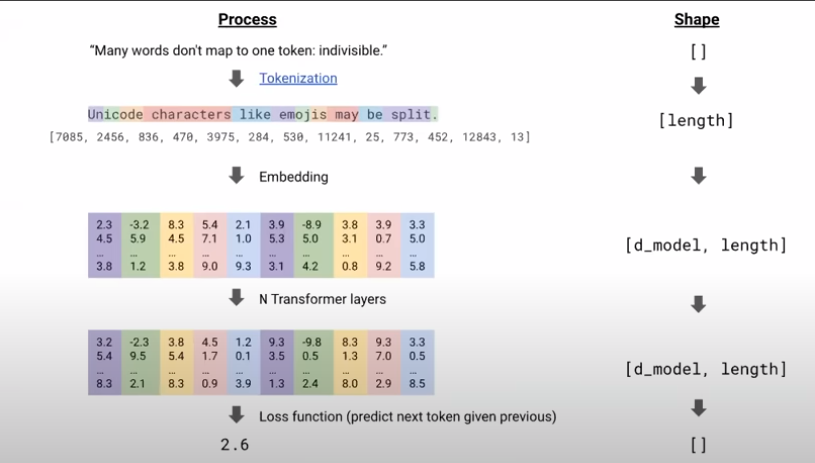 Process
Shape
“Many words don't map to one token: indivisible.”
[]
Tokenization
Unicode characters like emojis may be split.
[length]
[7085, 2456, 836, 470, 3975, 284, 530, 11241, 25, 773, 452, 12843, 13]
Embedding
2.3 -3.2 8.3 5.4 2.1 3.9 -8.9 3.8 3.9 3.3
4.5 5.9 4.5 7.1 1.0 5.3 5.0 3.1 0.7 5.0
... ... ... ... ... ... ... ... ... ...
3.8 1.2 3.8 9.0 9.3 3.1 4.2 0.8 9.2 5.8
[d_model, length]
N Transformer layers
3.2 -2.3 3.8 4.5 1.2 9.3 -9.8 8.3 9.3 3.3
5.4 9.5 5.4 1.7 0.1 3.5 0.5 1.3 7.0 0.5
... ... ... ... ... ... ... ... ... ...
8.3 2.1 8.3 0.9 3.9 1.3 2.4 8.0 2.9 8.5
[d_model, length]
Loss function (predict next token given previous)
2.6
[]